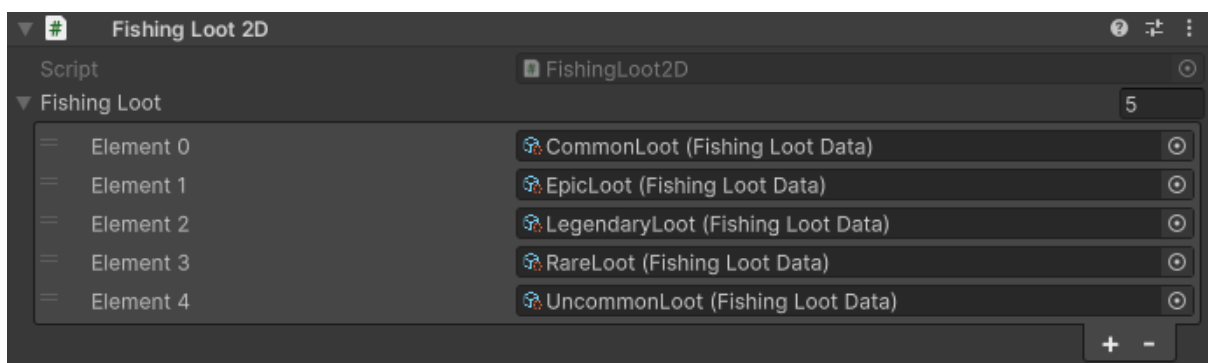 Fishing Loot 2D
Script FishingLoot2D
Fishing Loot 5
Element 0 CommonLoot (Fishing Loot Data)
Element 1 EpicLoot (Fishing Loot Data)
Element 2 LegendaryLoot (Fishing Loot Data)
Element 3 RareLoot (Fishing Loot Data)
Element 4 UncommonLoot (Fishing Loot Data)
+ -